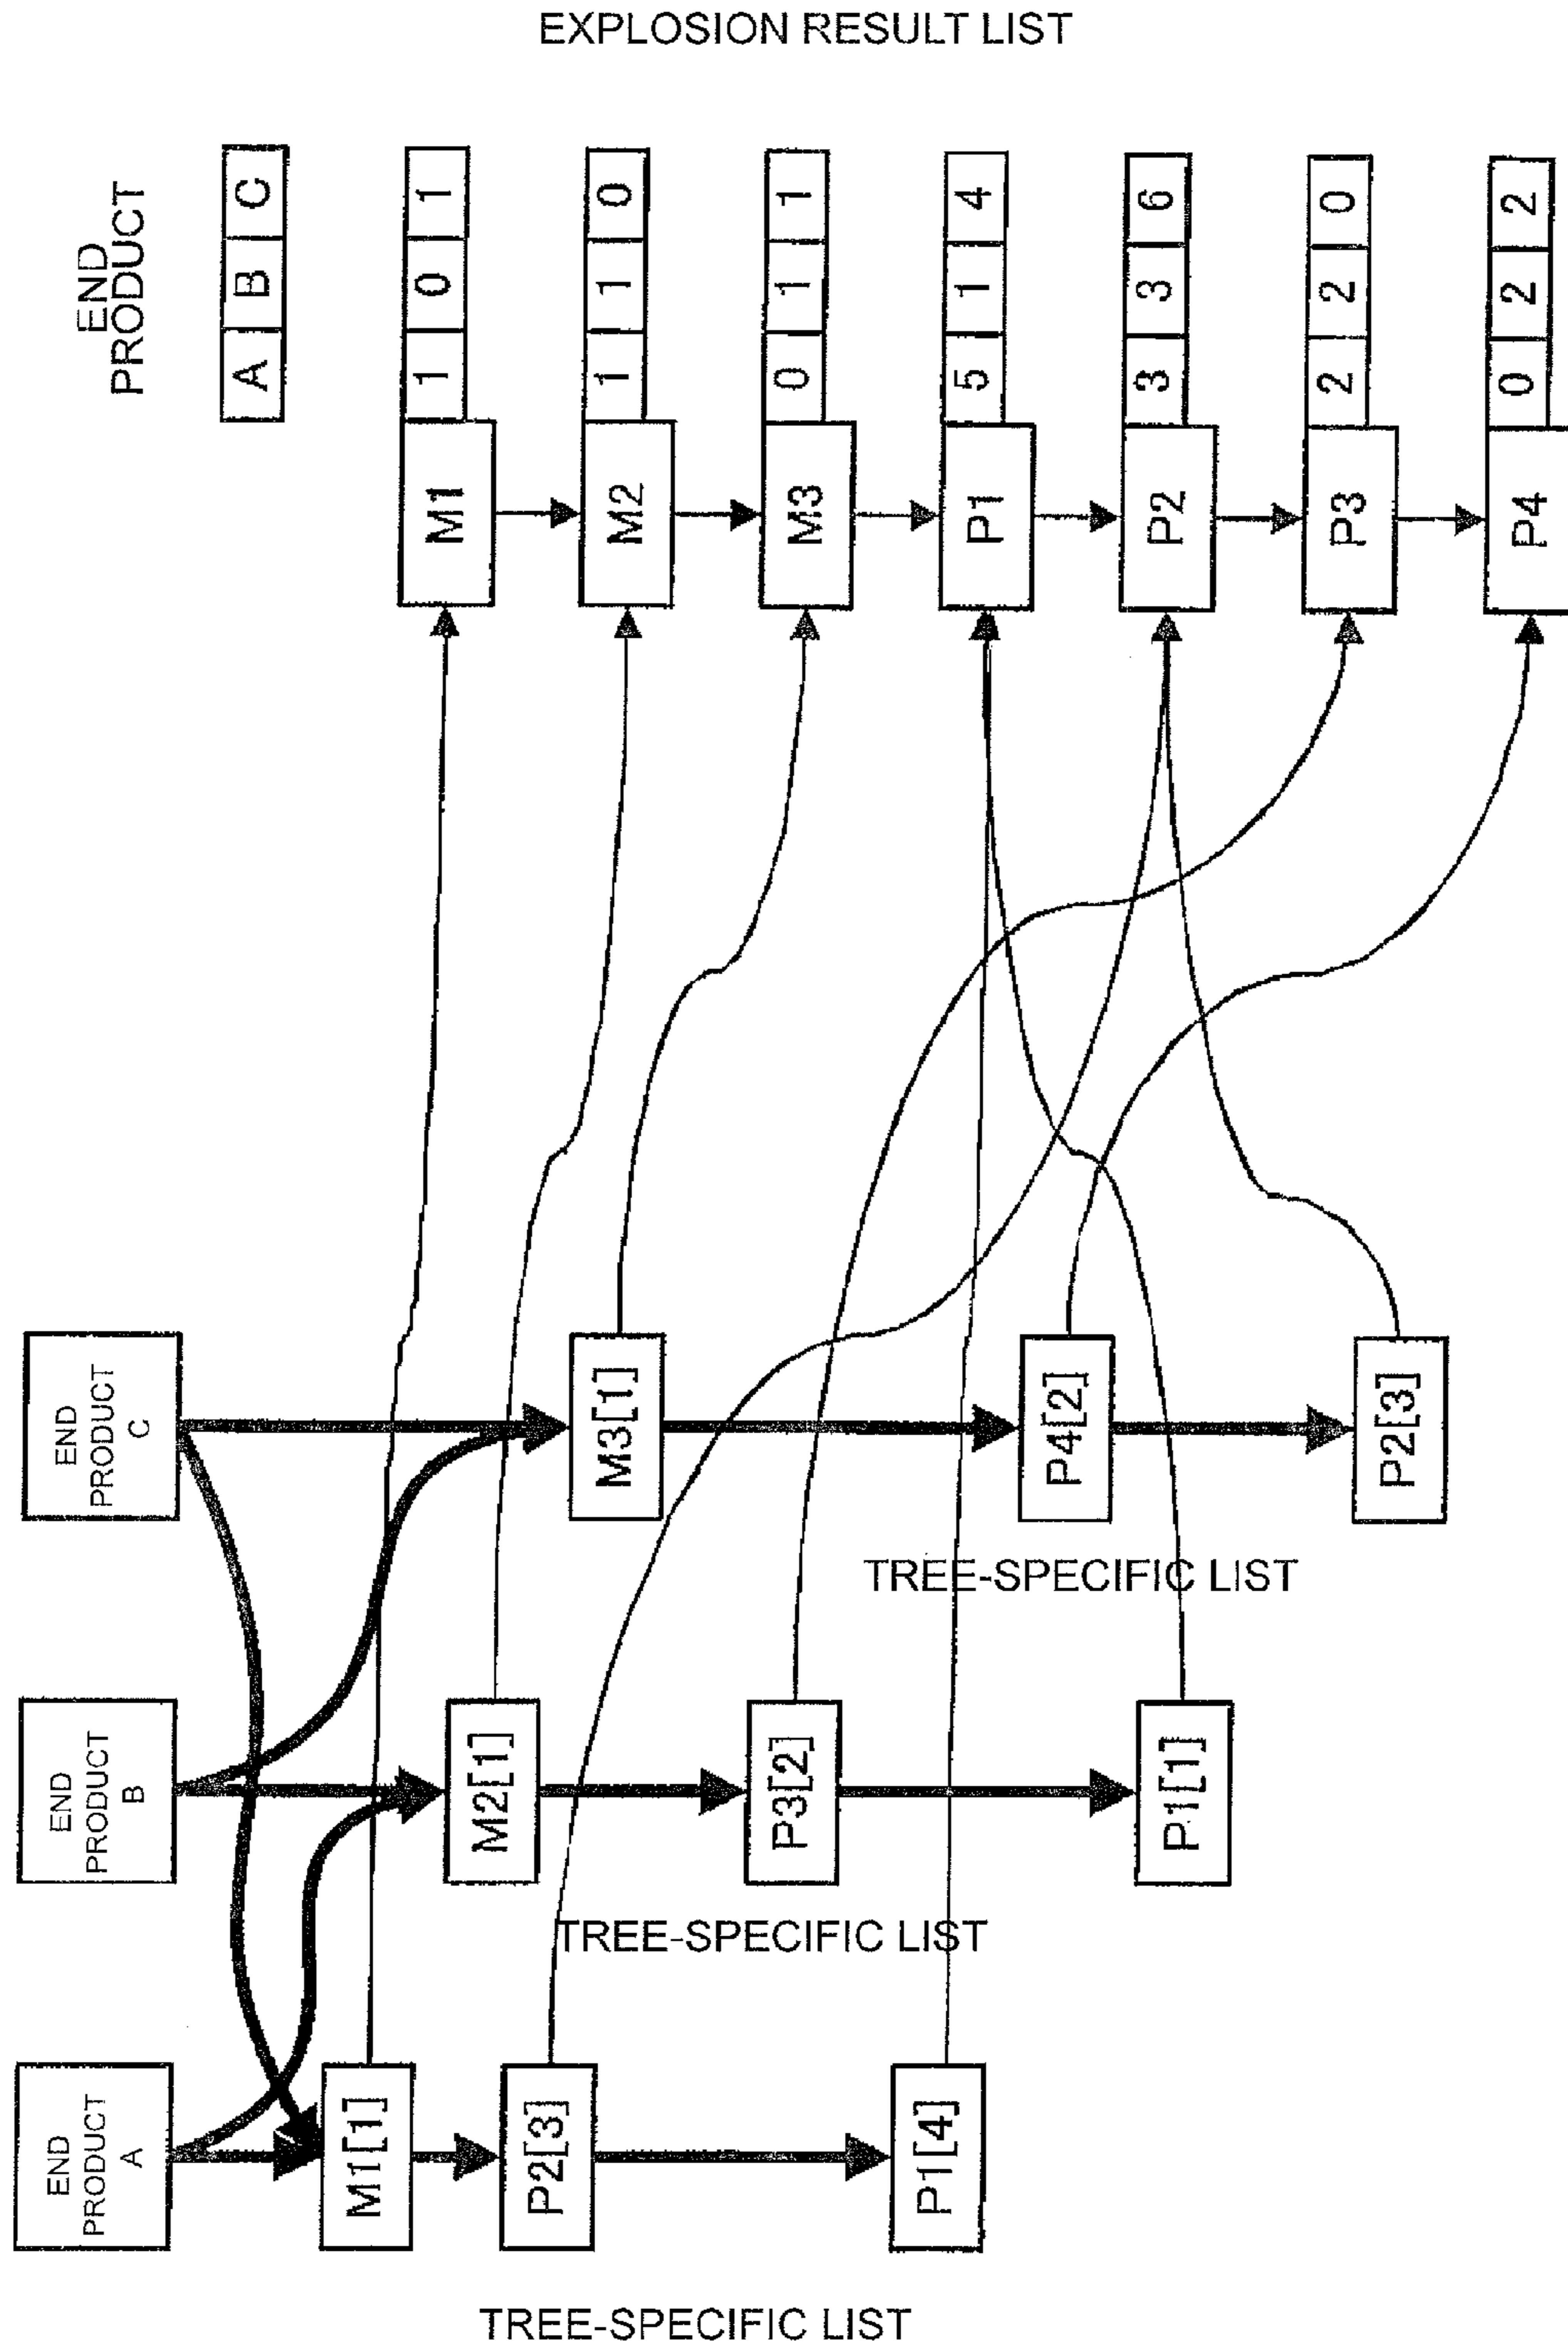 EXPLOSION RESULT LIST
END
PRODUCT
A B C
M1 1 0 1
M2 1 1 0
M3 0 1 1
P1 5 1 4
P2 3 3 6
P3 2 2 0
P4 0 2 2
END
PRODUCT
C
M3[1]
P4[2]
P2[3]
TREE-SPECIFIC LIST
END
PRODUCT
B
M2[1]
P3[2]
P1[1]
TREE-SPECIFIC LIST
END
PRODUCT
A
M1[1]
P2[3]
P1[4]
TREE-SPECIFIC LIST